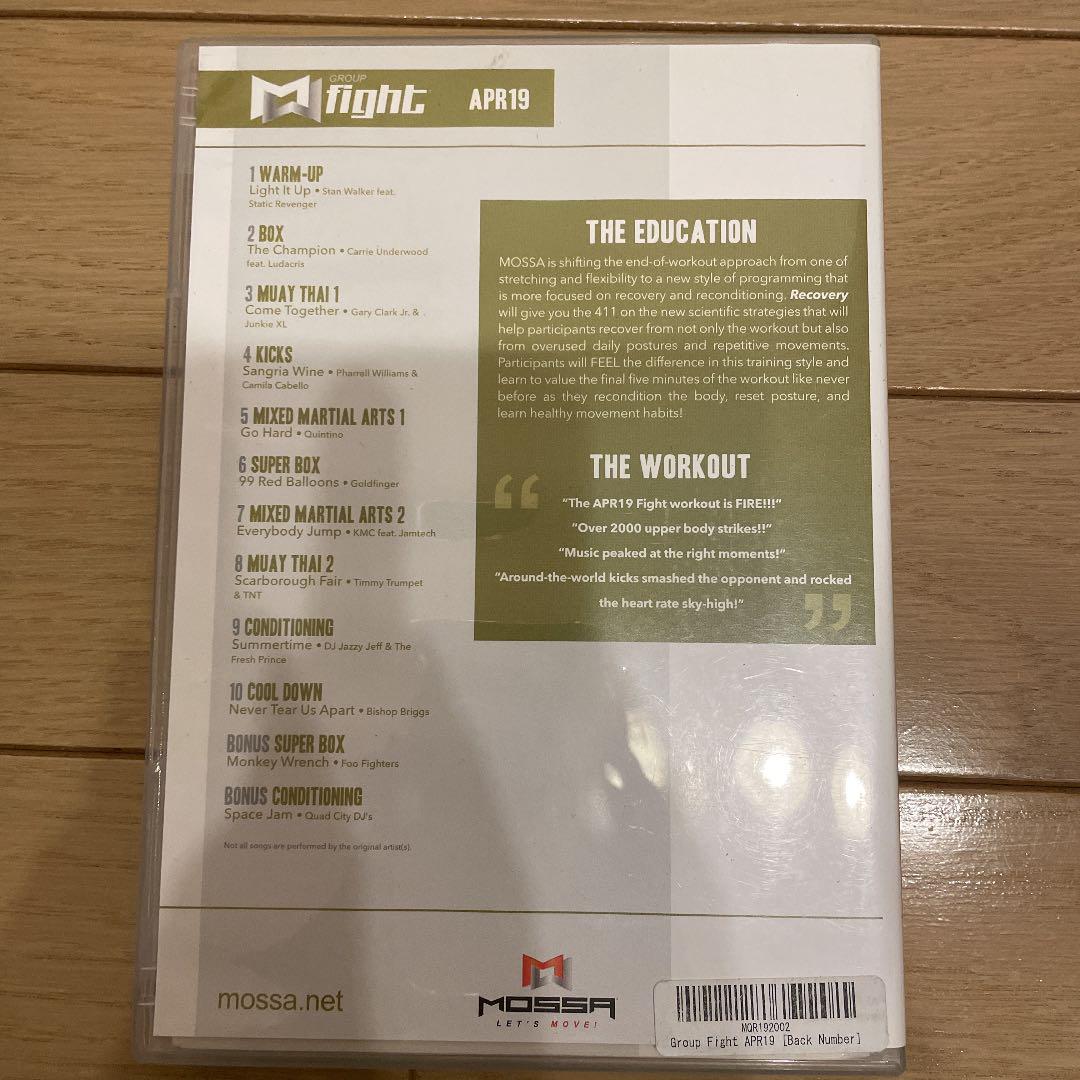 GROUP
fight APR19
1 WARM-UP
Light It Up • Stan Walker feat.
Static Revenger
2 BOX
The Champion • Carrie Underwood
feat. Ludacris
3 MUAY THAI 1
Come Together • Gary Clark Jr. &
Junkie XL
4 KICKS
Sangria Wine • Pharrell Williams &
Camila Cabello
5 MIXED MARTIAL ARTS 1
Go Hard • Quintino
6 SUPER BOX
99 Red Balloons • Goldfinger
7 MIXED MARTIAL ARTS 2
Everybody Jump • KMC feat. Jamtech
8 MUAY THAI 2
Scarborough Fair • Timmy Trumpet
& TNT
9 CONDITIONING
Summertime • DJ Jazzy Jeff & The
Fresh Prince
10 COOL DOWN
Never Tear Us Apart • Bishop Briggs
BONUS SUPER BOX
Monkey Wrench • Foo Fighters
BONUS CONDITIONING
Space Jam • Quad City DJ's
Not all songs are performed by the original artist(s).
THE EDUCATION
MOSSA is shifting the end-of-workout approach from one of
stretching and flexibility to a new style of programming that
is more focused on recovery and reconditioning. Recovery
will give you the 411 on the new scientific strategies that will
help participants recover from not only the workout but also
from overused daily postures and repetitive movements.
Participants will FEEL the difference in this training style and
learn to value the final five minutes of the workout like never
before as they recondition the body, reset posture, and
learn healthy movement habits!
THE WORKOUT
“The APR19 Fight workout is FIRE!!!”
“Over 2000 upper body strikes!!”
“Music peaked at the right moments!”
“Around-the-world kicks smashed the opponent and rocked
the heart rate sky-high!”
mossa.net
MOSSA
LET'S MOVE!
MQR192002
Group Fight APR19 [Back Number]